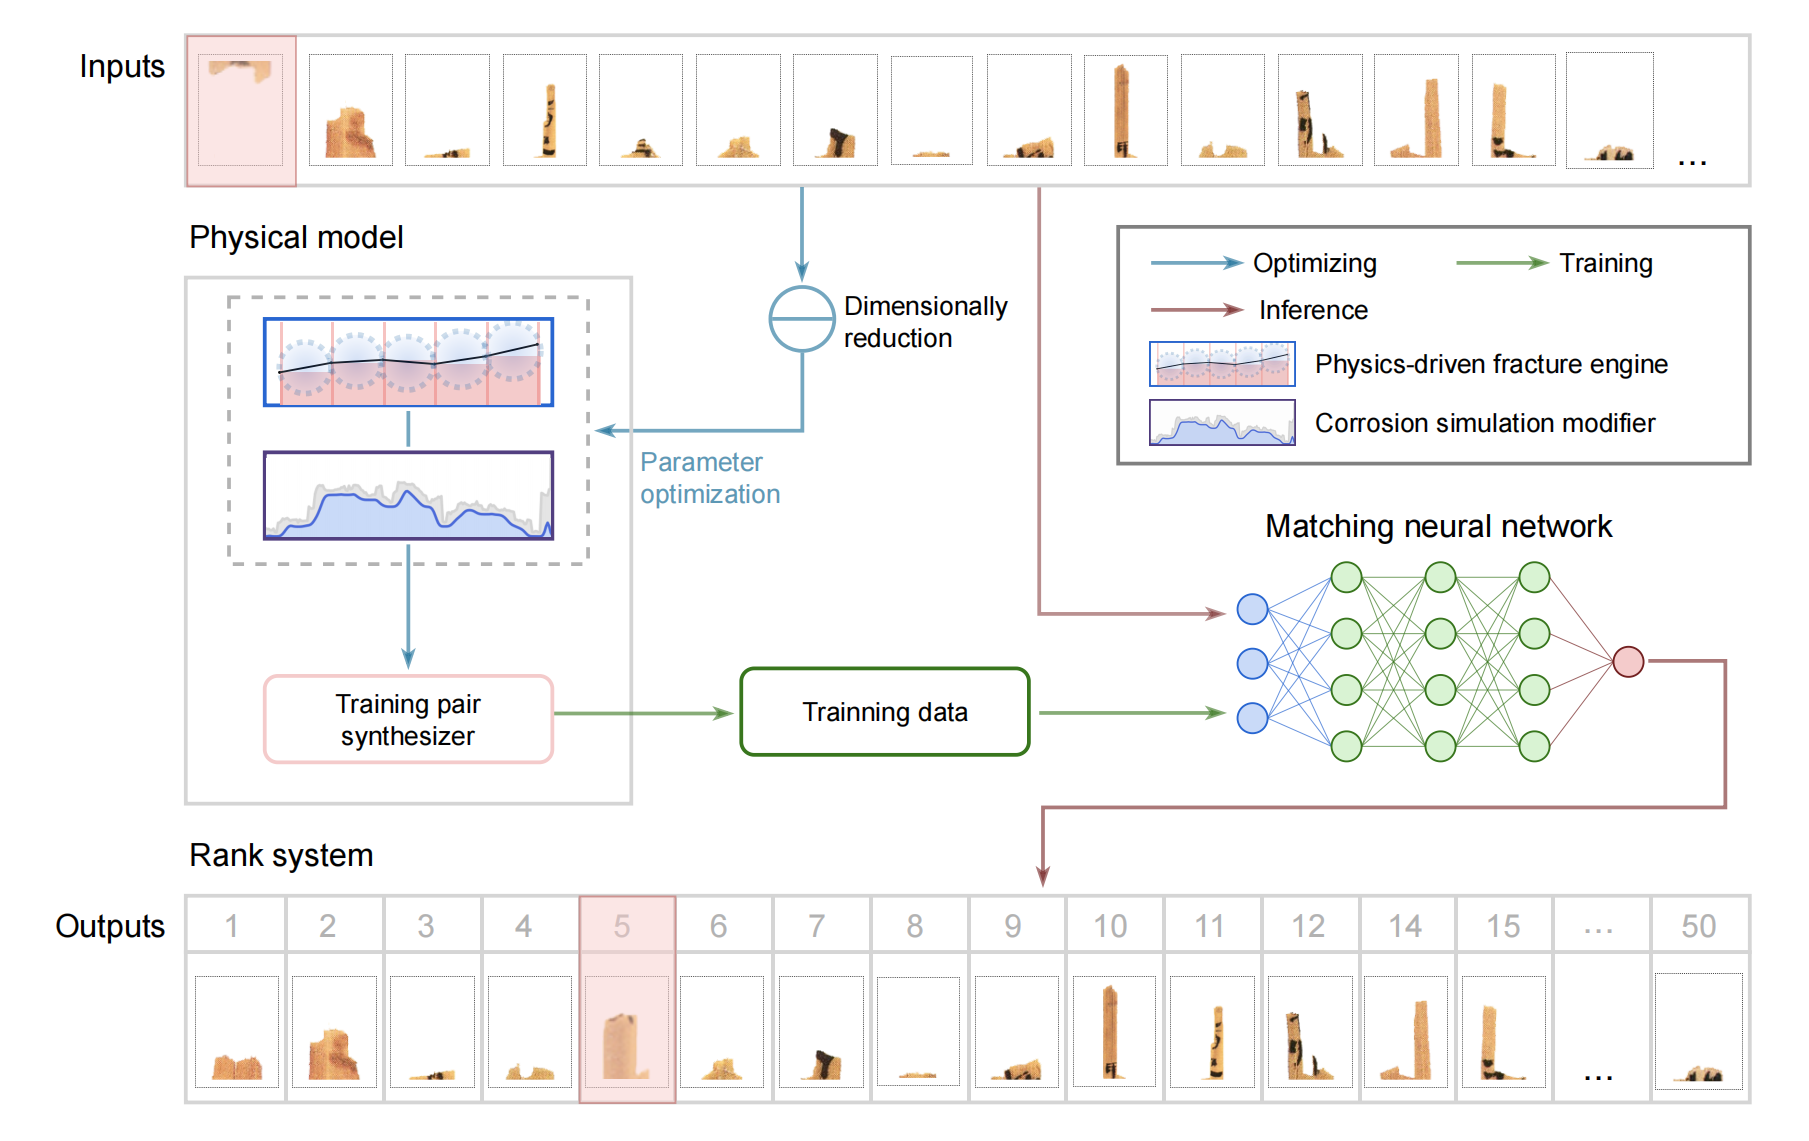 Inputs
...
Physical model
Dimensionally
reduction
Optimizing
Training
Inference
Physics-driven fracture engine
Corrosion simulation modifier
Parameter
optimization
Matching neural network
Training pair
synthesizer
Trainning data
Rank system
Outputs
1 2 3 4 5 6 7 8 9 10 11 12 14 15 ... 50
...